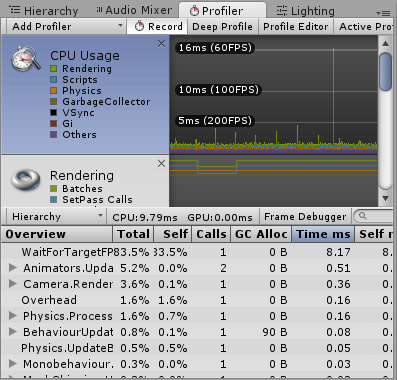 Hierarchy Audio Mixer Profiler Lighting
Add Profiler Record Deep Profile Profile Editor Active Pro
CPU Usage
Rendering
Scripts
Physics
GarbageCollector
VSync
Gi
Others
16ms (60FPS)
10ms (100FPS)
5ms (200FPS)
Rendering
Batches
SetPass Calls
Hierarchy CPU:9.79ms GPU:0.00ms Frame Debugger
Overview Total Self Calls GC Alloc Time ms Self m
WaitForTargetFP 83.5% 33.5% 1 0 B 8.17 8.
Animators.Upda 5.2% 0.0% 2 0 B 0.51 0.
Camera.Render 3.6% 0.1% 1 0 B 0.36 0.
Overhead 1.6% 1.6% 1 0 B 0.16 0.
Physics.Process 1.6% 0.7% 1 0 B 0.16 0.
BehaviourUpdat 0.8% 0.1% 1 90 B 0.08 0.
Physics.UpdateB 0.5% 0.5% 1 0 B 0.05 0.
Monobehaviour. 0.3% 0.3% 1 0 B 0.03 0.